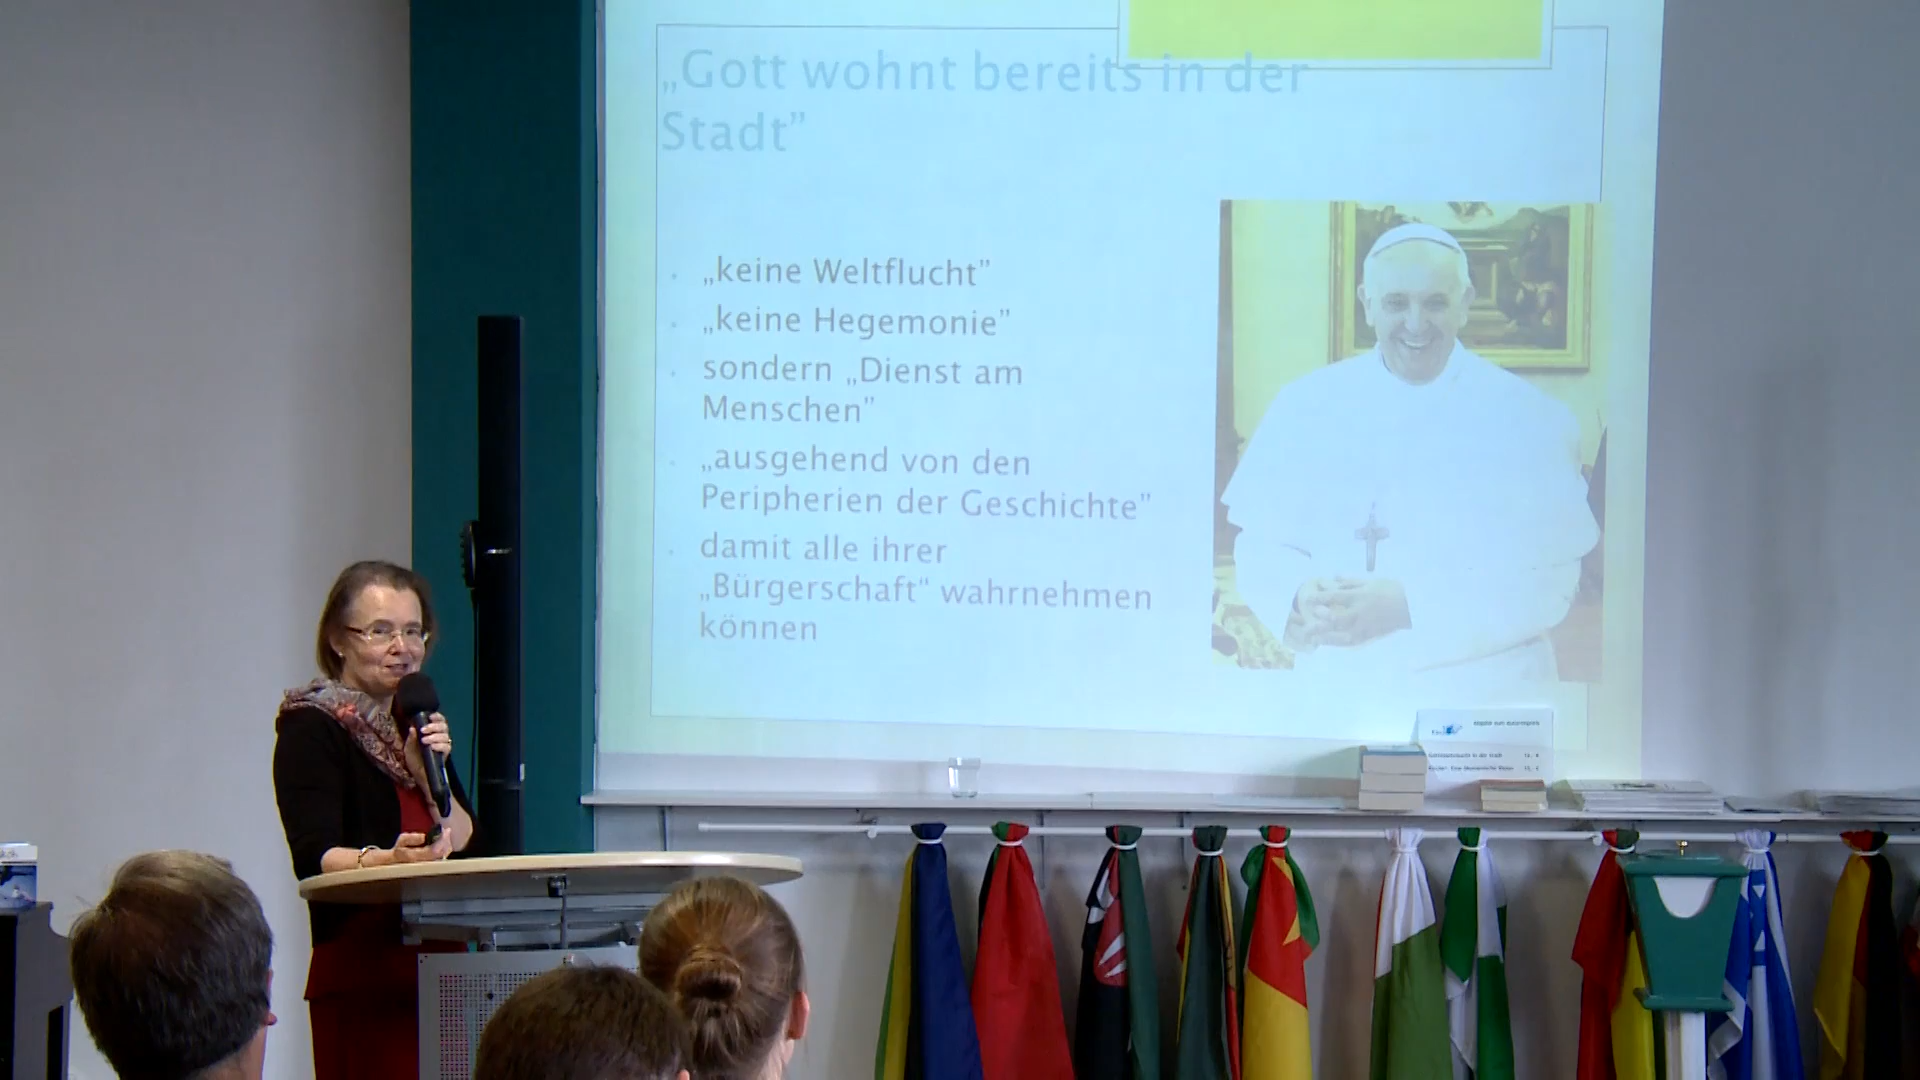 „Gott wohnt bereits in der
Stadt”
„keine Weltflucht”
„keine Hegemonie”
sondern „Dienst am
Menschen”
„ausgehend von den
Peripherien der Geschichte”
damit alle ihrer
„Bürgerschaft“ wahrnehmen
können